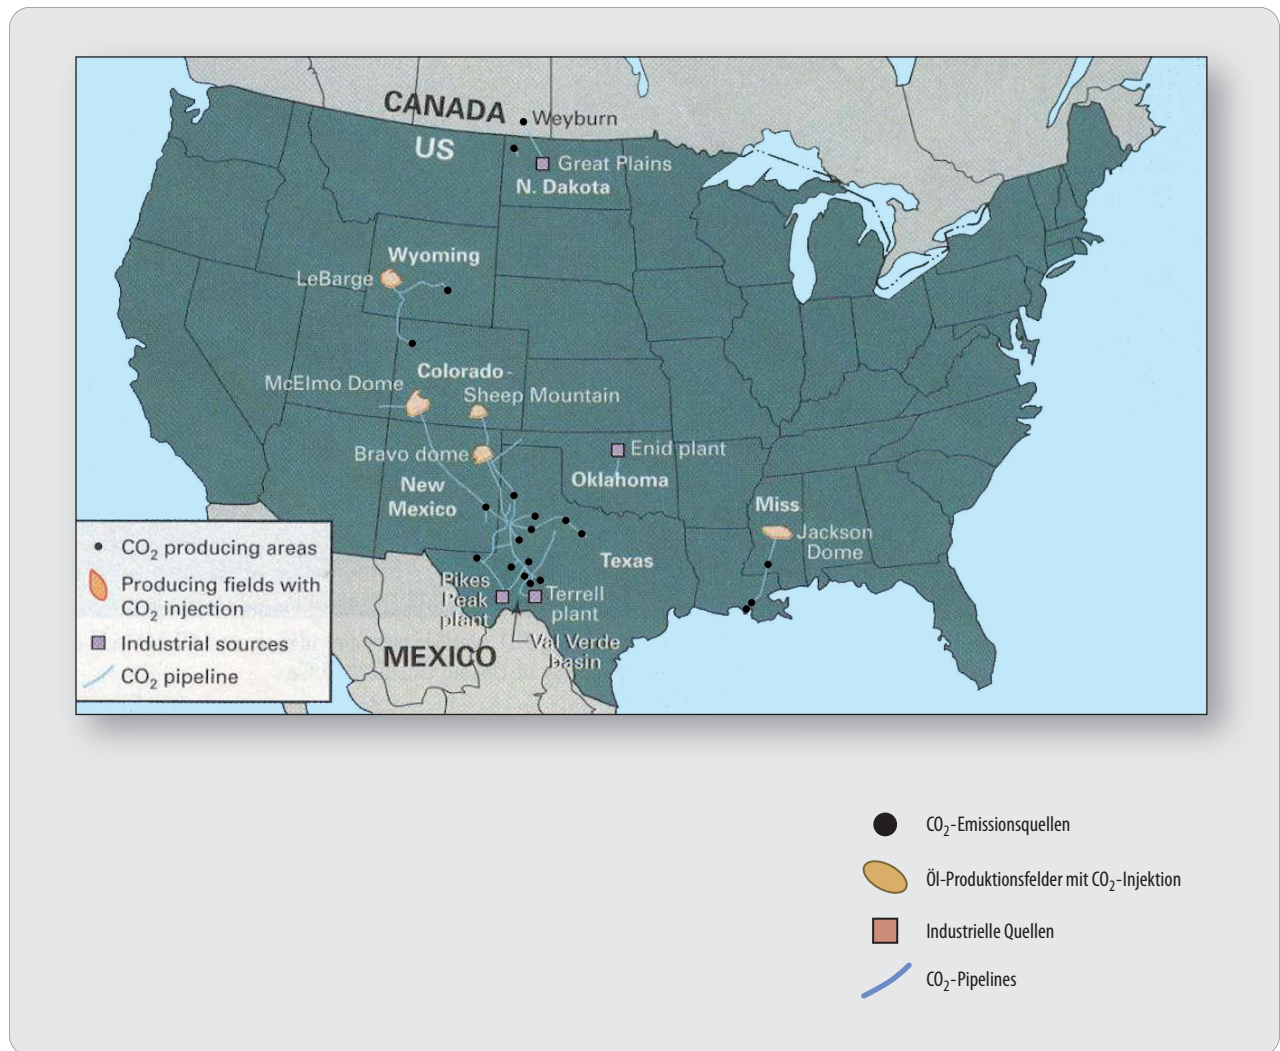 CANADA
Weyburn
US
Great Plains
N. Dakota
Wyoming
LeBarge
Colorado-
McElmo Dome
Sheep Mountain
Bravo dome
Enid plant
Oklahoma
New
Mexico
Miss.
Jackson
Dome
Texas
Pikes
Peak
plant
Terrell
plant
Val Verde
basin
MEXICO
CO2 producing areas
Producing fields with
CO2 injection
Industrial sources
CO2 pipeline
CO2-Emissionsquellen
Öl-Produktionsfelder mit CO2-Injektion
Industrielle Quellen
CO2-Pipelines